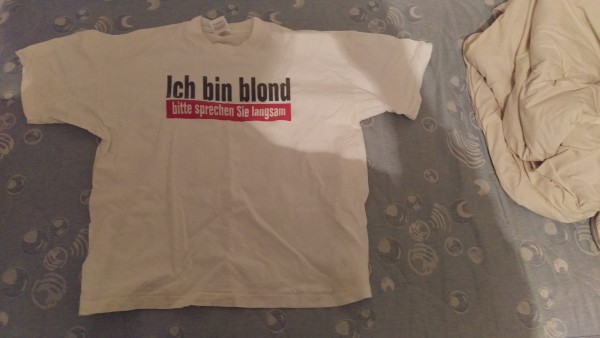 Ich bin blond
bitte sprechen Sie langsam